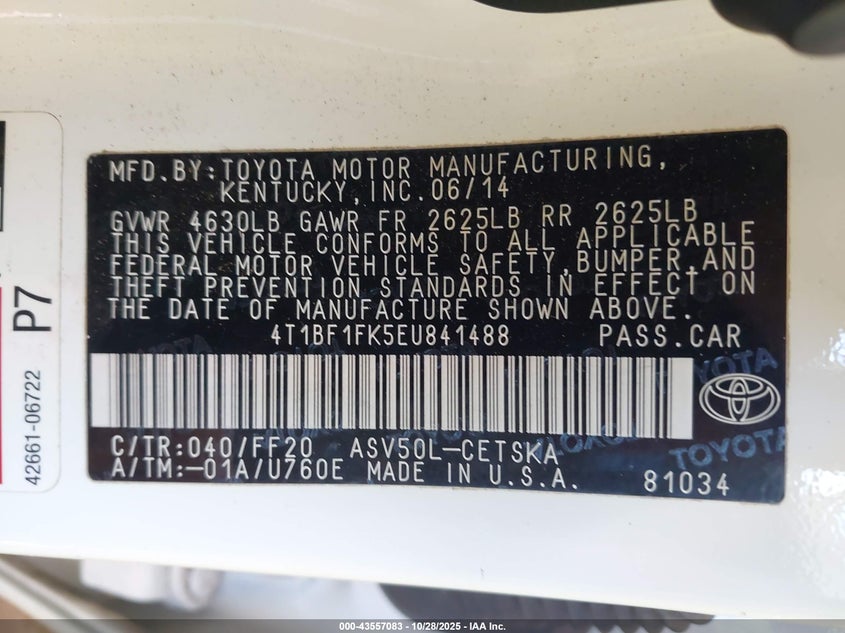 MFD.BY:TOYOTA MOTOR MANUFACTURING,
KENTUCKY,INC.06/14
GVWR 4630LB GAWR FR 2625LB RR 2625LB
THIS VEHICLE CONFORMS TO ALL APPLICABLE
FEDERAL MOTOR VEHICLE SAFETY,BUMPER,AND
THEFT PREVENTION STANDARDS IN EFFECT ON
THE DATE OF MANUFACTURE SHOWN ABOVE.
4T1BF1FK5EU841488 PASS.CAR
C/TR:040/FF20 ASV50L-CETSKA
A/TM:-01A/U760E MADE IN U.S.A. 81034
TOYOTA
TOYOTA
TOYOTA
P7
42661-06722
000-43557083 | 10/28/2025 | IAA Inc.